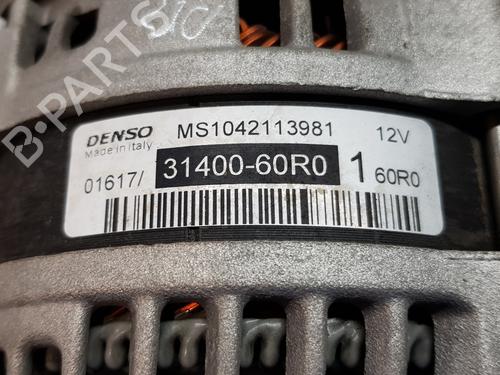 B-PARTS
DENSO MS1042113981 12V
Made in Italy
01617/ 31400-60R0 1 60R0